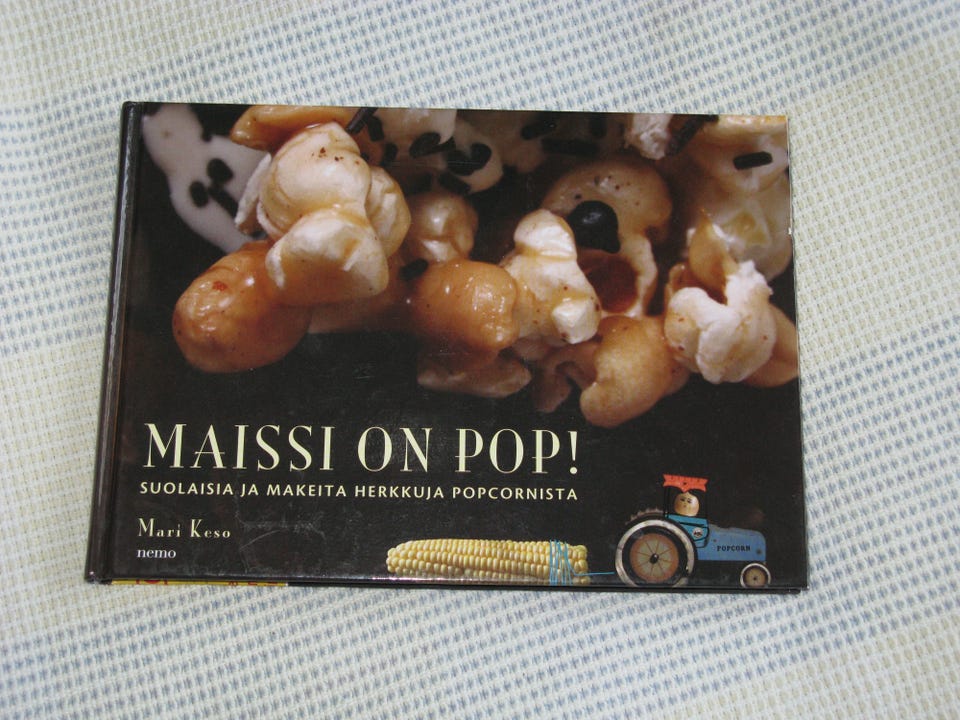 MAISSI ON POP!
SUOLAISIA JA MAKEITA HERKKUJA POPCORNISTA
Mari Keso
nemo
POPCORN